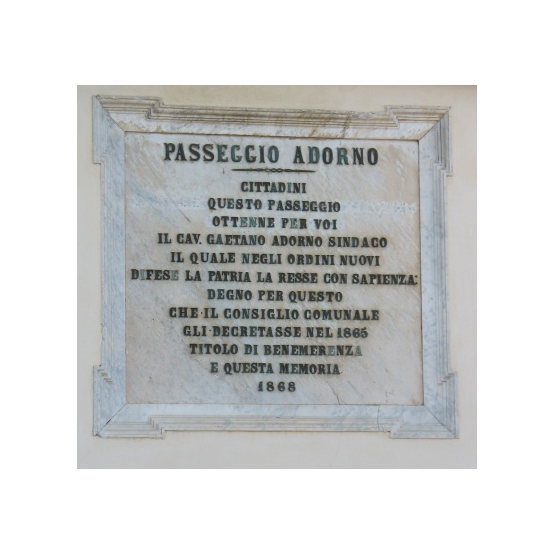 PASSEGGIO ADORNO
CITTADINI
QUESTO PASSEGGIO
OTTENNE PER VOI
IL CAV. GAETANO ADORNO SINDACO
IL QUALE NEGLI ORDINI NUOVI
DIFESE LA PATRIA LA RESSE CON SAPIENZA:
DEGNO PER QUESTO
CHE IL CONSIGLIO COMUNALE
GLI DECRETASSE NEL 1865
TITOLO DI BENEMERENZA
E QUESTA MEMORIA
1868